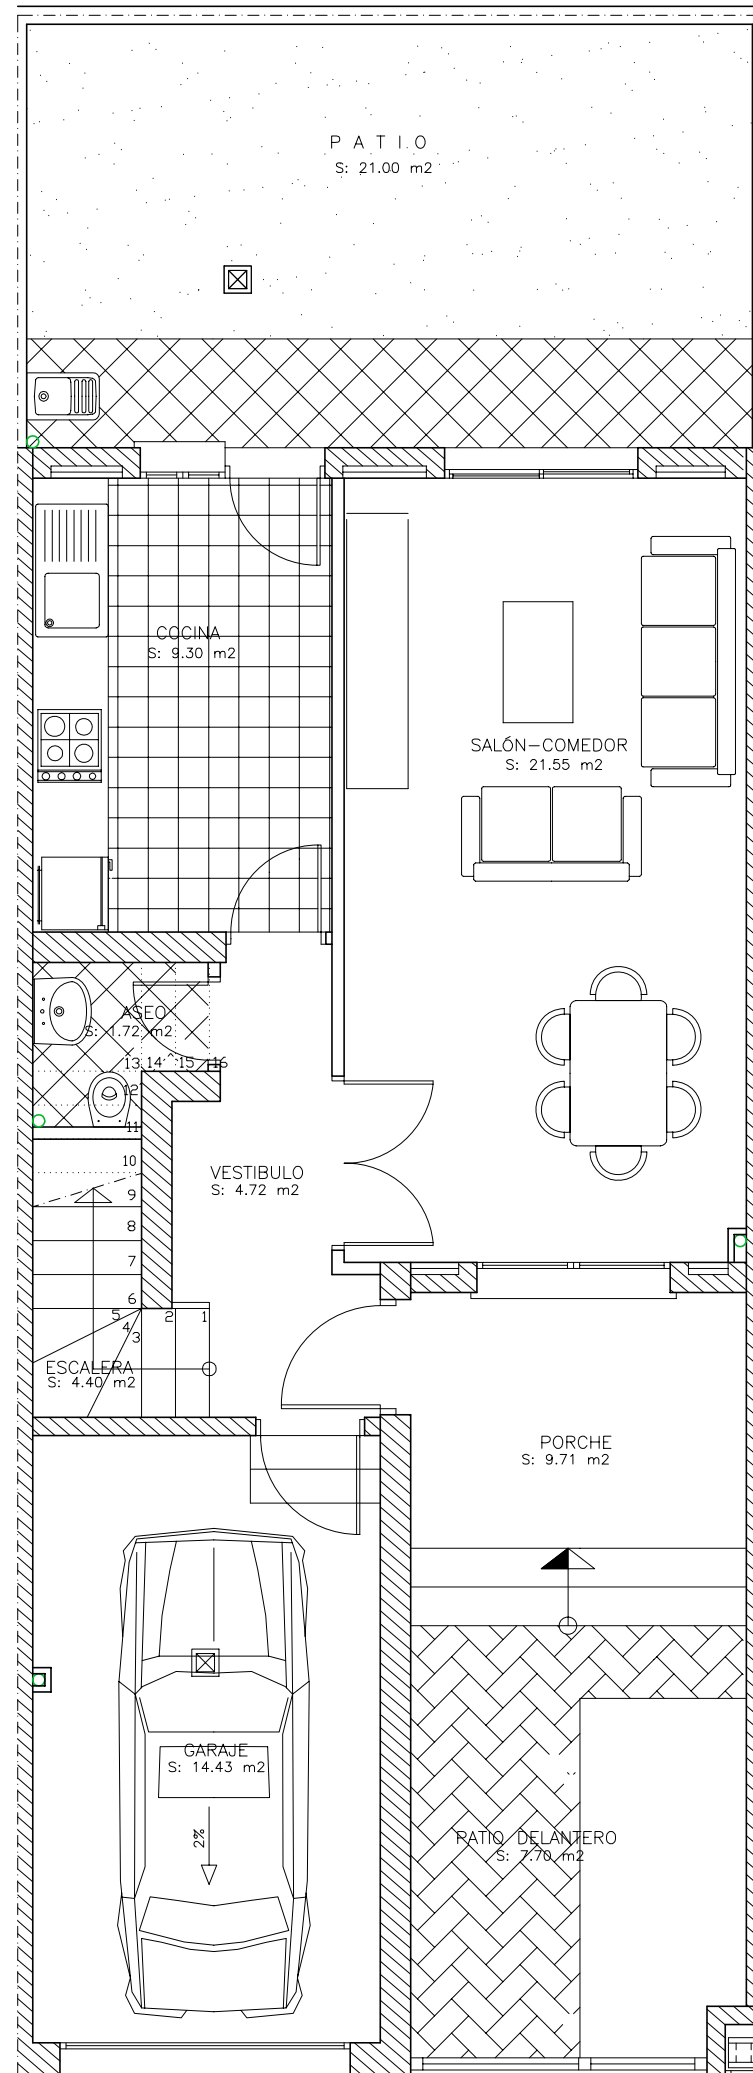 P A T I O
S: 21.00 m2
COCINA
S: 9.30 m2
SALÓN-COMEDOR
S: 21.55 m2
ASEO
S: 1.72 m2
13 14 15 16
12
11
10
9
8
7
6
5
4
3
2
1
VESTIBULO
S: 4.72 m2
ESCALERA
S: 4.40 m2
PORCHE
S: 9.71 m2
GARAJE
S: 14.43 m2
2%
PATIO DELANTERO
S: 7.70 m2